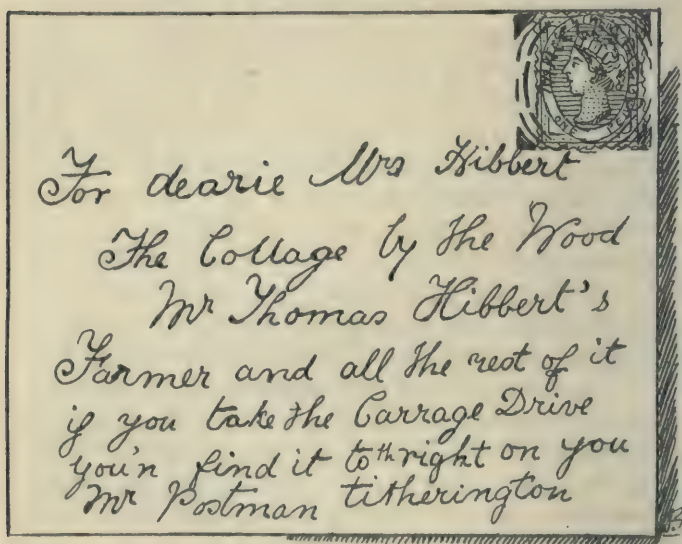 For dearie Mrs Hibbert
The Cottage by the Wood
Mr Thomas Hibbert's
Farmer and all the rest of it
if you take the Carrage Drive
you'n find it to th right on you
Mr Postman titherington